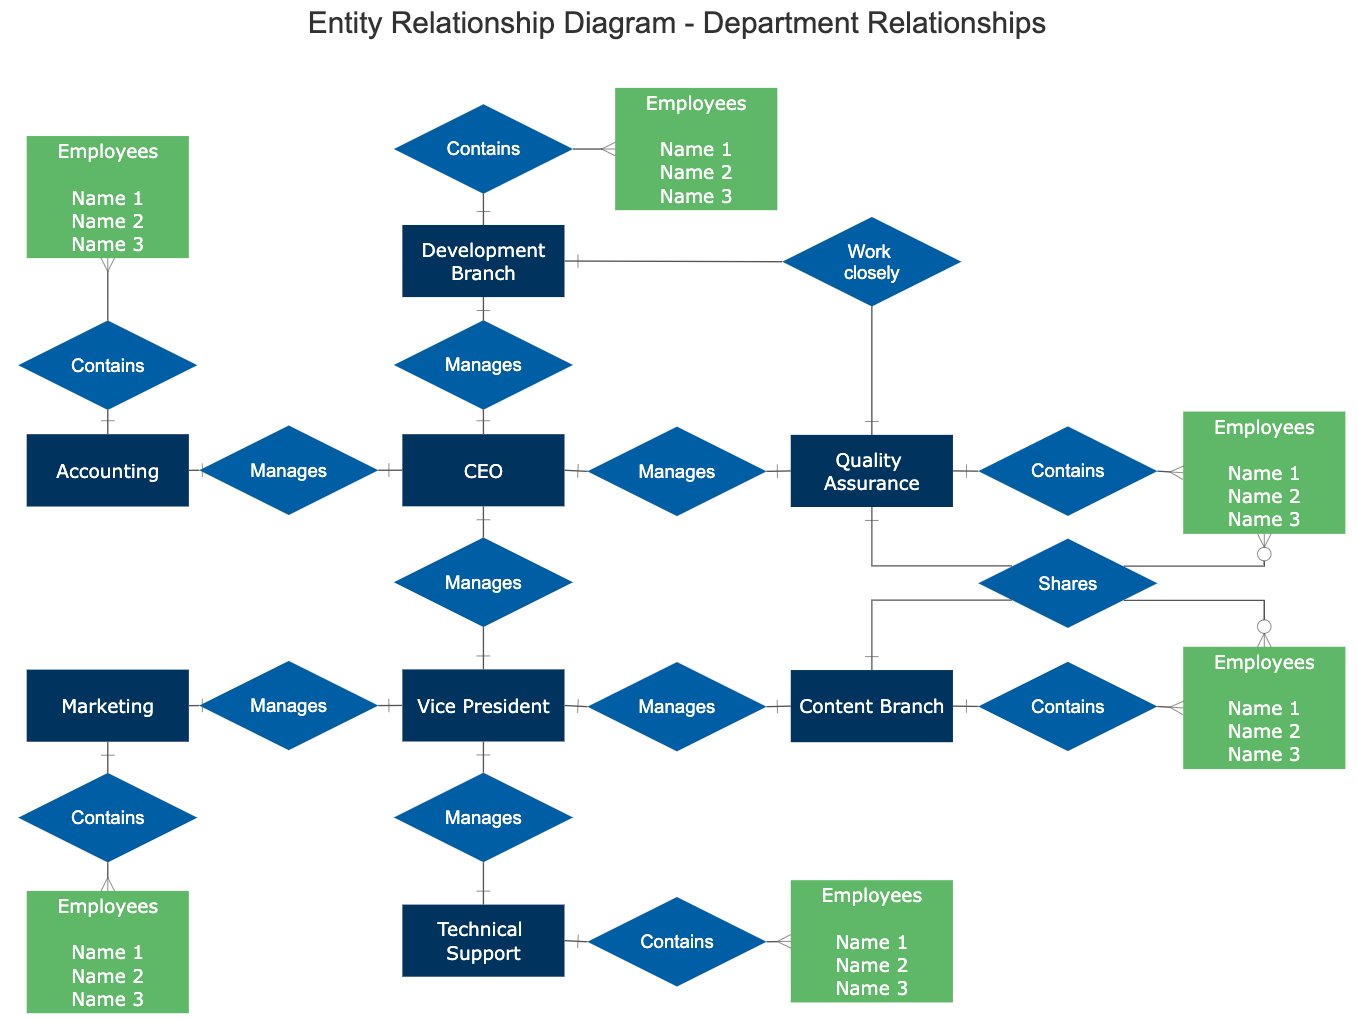 Entity Relationship Diagram - Department Relationships
Employees
Name 1
Name 2
Name 3
Contains
Employees
Name 1
Name 2
Name 3
Development
Branch
Work
closely
Contains
Manages
Accounting
Manages
CEO
Manages
Quality
Assurance
Contains
Employees
Name 1
Name 2
Name 3
Manages
Shares
Marketing
Manages
Vice President
Manages
Content Branch
Contains
Employees
Name 1
Name 2
Name 3
Contains
Manages
Employees
Name 1
Name 2
Name 3
Technical
Support
Contains
Employees
Name 1
Name 2
Name 3